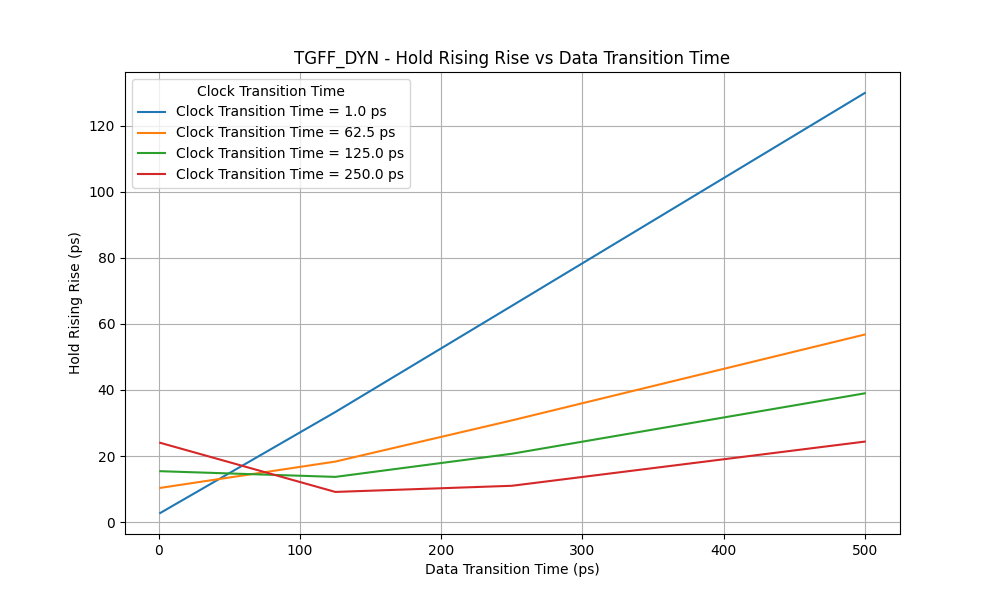 TGFF_DYN - Hold Rising Rise vs Data Transition Time
Clock Transition Time
Clock Transition Time = 1.0 ps
Clock Transition Time = 62.5 ps
Clock Transition Time = 125.0 ps
Clock Transition Time = 250.0 ps
Hold Rising Rise (ps)
120
100
80
60
40
20
0
0 100 200 300 400 500
Data Transition Time (ps)